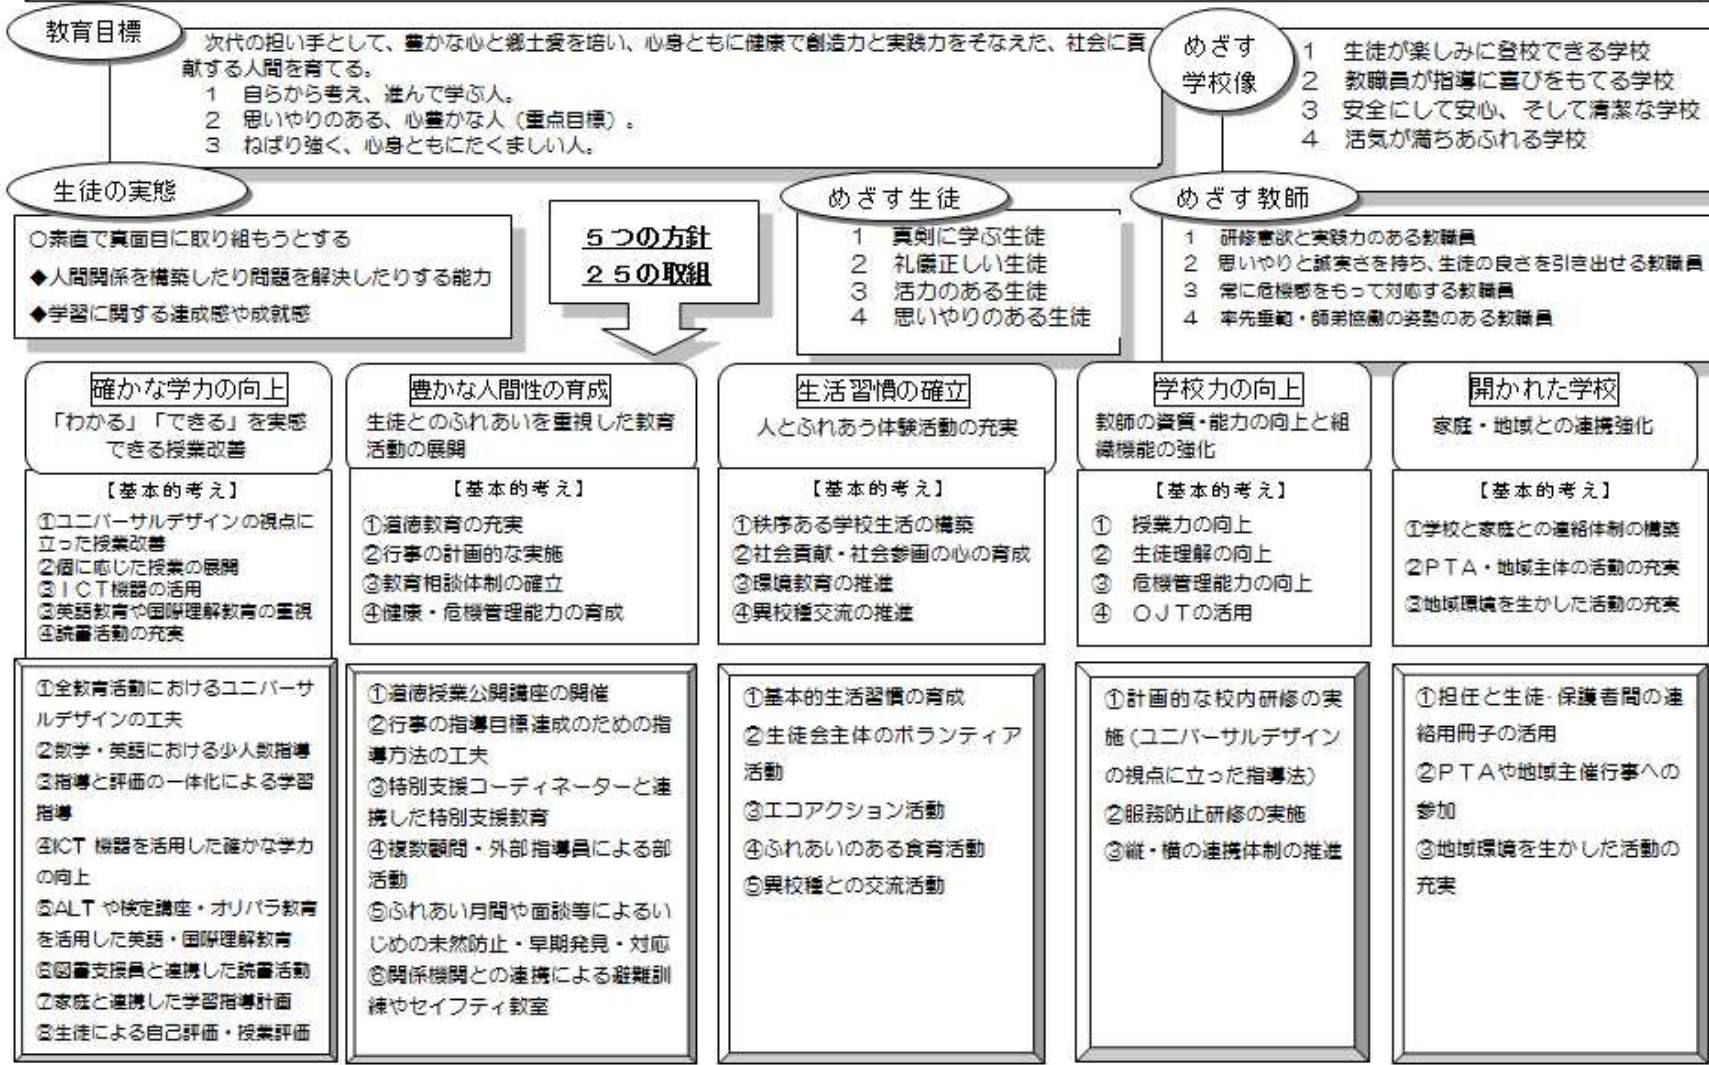 教育目標
次代の担い手として、豊かな心と郷土愛を培い、心身ともに健康で創造力と実践力をそなえた、社会に貢
献する人間を育てる。
1 自らから考え、進んで学ぶ人。
2 思いやりのある、心豊かな人（重点目標）。
3 ねばり強く、心身ともにたくましい人。
めざす
学校像
1 生徒が楽しみに登校できる学校
2 教職員が指導に喜びをもてる学校
3 安全にして安心、そして清潔な学校
4 活気が満ちあふれる学校
生徒の実態
○素直で真面目に取り組もうとする
◆人間関係を構築したり問題を解決したりする能力
◆学習に関する達成感や成就感
５つの方針
２５の取組
めざす生徒
1 真剣に学ぶ生徒
2 礼儀正しい生徒
3 活力のある生徒
4 思いやりのある生徒
めざす教師
1 研修意欲と実践力のある教職員
2 思いやりと誠実さを持ち、生徒の良さを引き出せる教職員
3 常に危機感をもって対応する教職員
4 率先垂範・師弟協働の姿勢のある教職員
確かな学力の向上
「わかる」「できる」を実感
できる授業改善
【基本的考え】
①ユニバーサルデザインの視点に
立った授業改善
②個に応じた授業の展開
③ＩＣＴ機器の活用
③英語教育や国際理解教育の重視
④読書活動の充実
①全教育活動におけるユニバーサ
ルデザインの工夫
②数学・英語における少人数指導
③指導と評価の一体化による学習
指導
④ICT 機器を活用した確かな学力
の向上
⑤ALT や検定講座・オリパラ教育
を活用した英語・国際理解教育
⑥図書支援員と連携した読書活動
⑦家庭と連携した学習指導計画
⑧生徒による自己評価・授業評価
豊かな人間性の育成
生徒とのふれあいを重視した教育
活動の展開
【基本的考え】
①道徳教育の充実
②行事の計画的な実施
③教育相談体制の確立
④健康・危機管理能力の育成
①道徳授業公開講座の開催
②行事の指導目標達成のための指
導方法の工夫
③特別支援コーディネーターと連
携した特別支援教育
④複数顧問・外部指導員による部
活動
⑤ふれあい月間や面談等によるい
じめの未然防止・早期発見・対応
⑥関係機関との連携による避難訓
練やセイフティ教室
生活習慣の確立
人とふれあう体験活動の充実
【基本的考え】
①秩序ある学校生活の構築
②社会貢献・社会参画の心の育成
③環境教育の推進
④異校種交流の推進
①基本的生活習慣の育成
②生徒会主体のボランティア
活動
③エコアクション活動
④ふれあいのある食育活動
⑤異校種との交流活動
学校力の向上
教師の資質・能力の向上と組
織機能の強化
【基本的考え】
① 授業力の向上
② 生徒理解の向上
③ 危機管理能力の向上
④ ＯＪＴの活用
①計画的な校内研修の実
施（ユニバーサルデザイン
の視点に立った指導法）
②服務防止研修の実施
③縦・横の連携体制の推進
開かれた学校
家庭・地域との連携強化
【基本的考え】
①学校と家庭との連絡体制の構築
②ＰＴＡ・地域主体の活動の充実
③地域環境を生かした活動の充実
①担任と生徒・保護者間の連
絡用冊子の活用
②ＰＴＡや地域主催行事への
参加
③地域環境を生かした活動の
充実